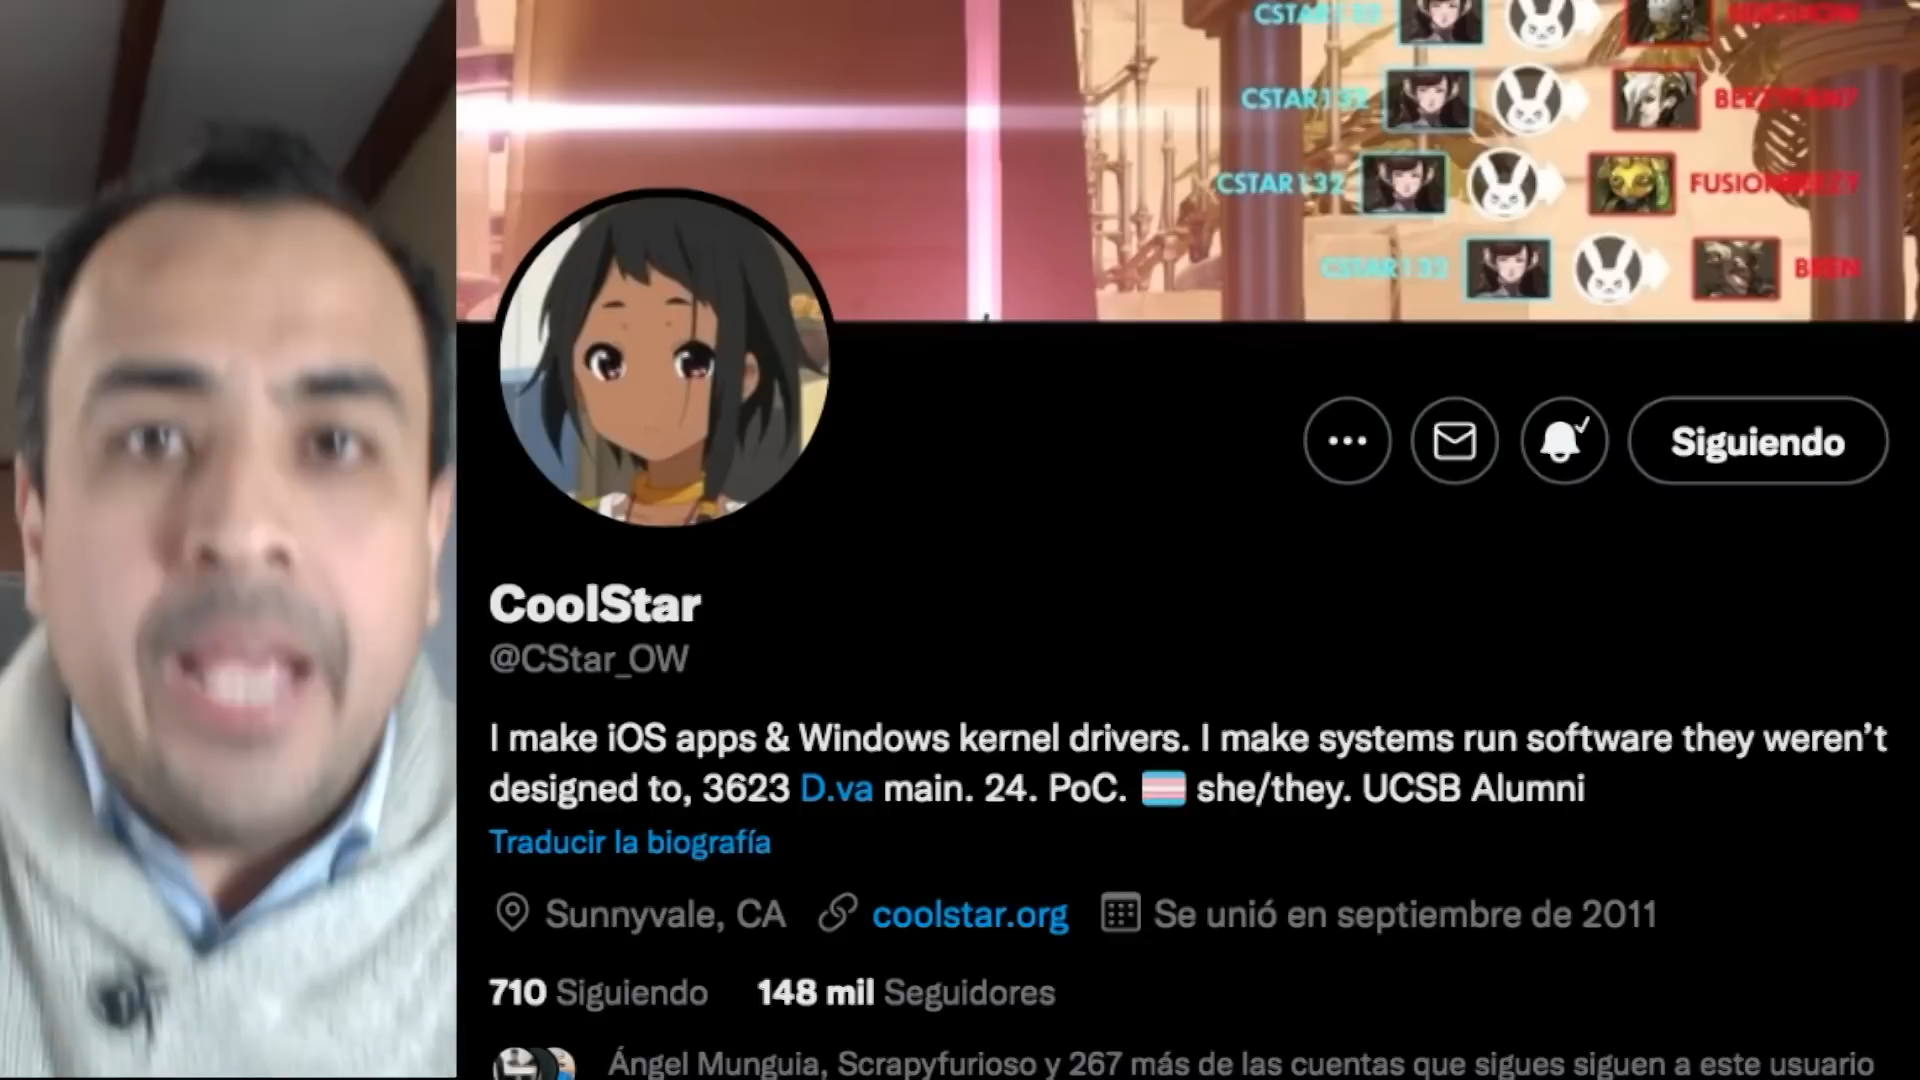 CSTAR132
CSTAR132
CSTAR132
CSTAR132
BREN
Siguiendo
CoolStar
@CStar_OW
I make iOS apps & Windows kernel drivers. I make systems run software they weren’t
designed to, 3623 D.va main. 24. PoC. she/they. UCSB Alumni
Traducir la biografía
Sunnyvale, CA coolstar.org Se unió en septiembre de 2011
710 Siguiendo 148 mil Seguidores
Ángel Munguia, Scrapyfurioso y 267 más de las cuentas que sigues siguen a este usuario